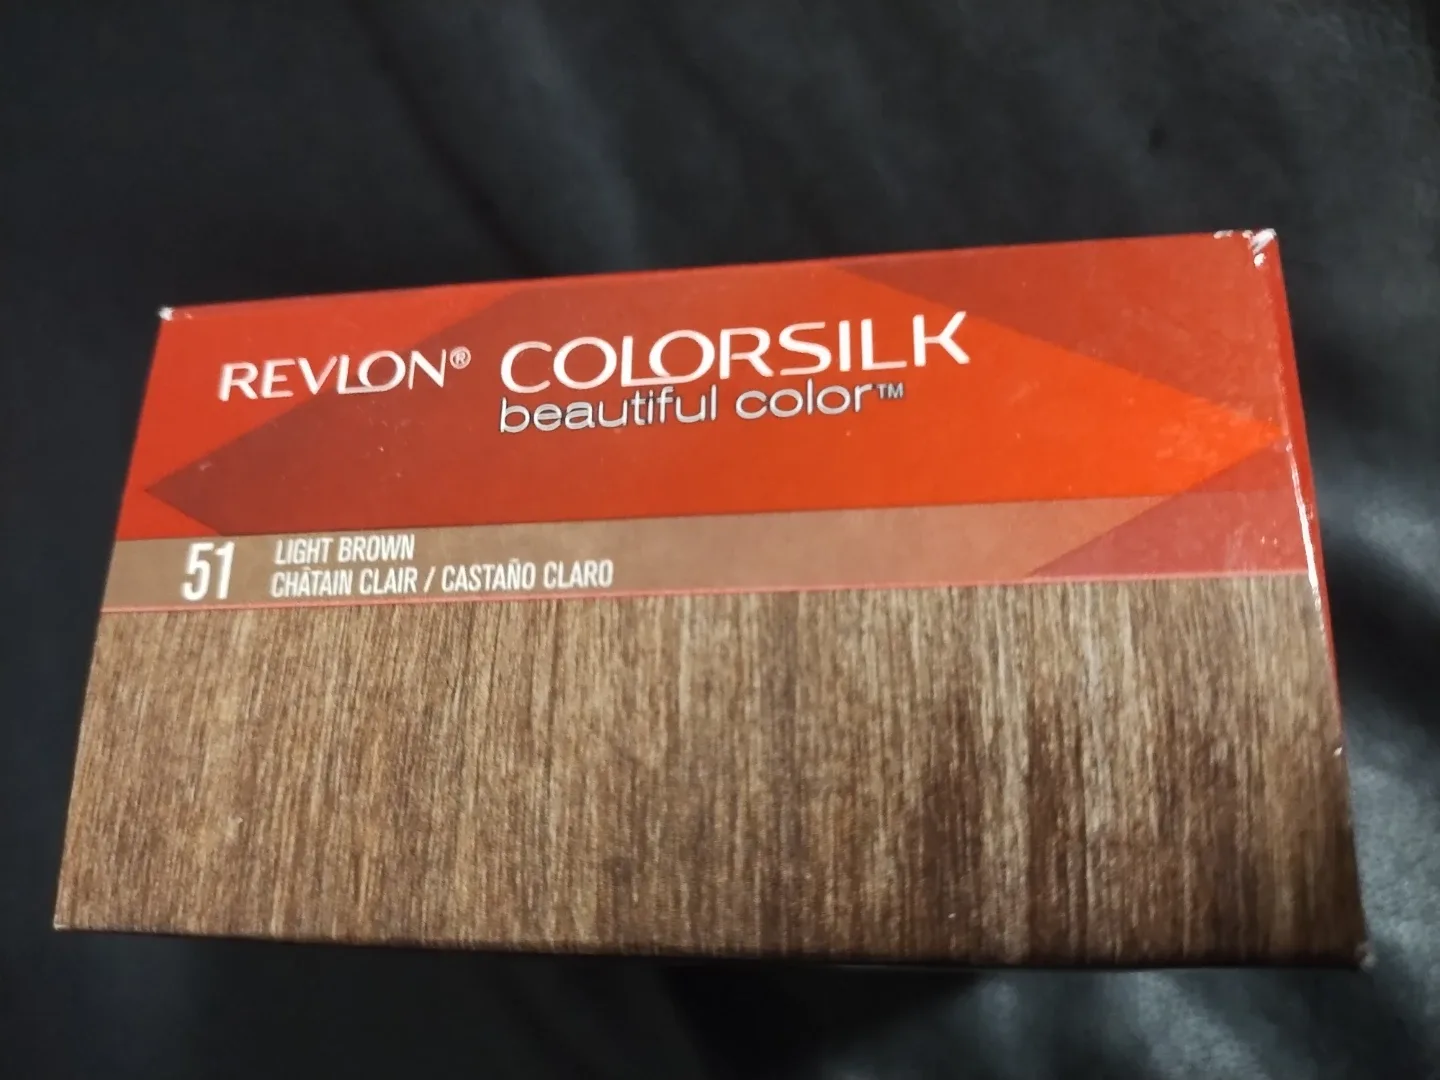 REVLON® COLORSILK
beautiful color™
51 LIGHT BROWN
CHÂTAIN CLAIR / CASTAÑO CLARO